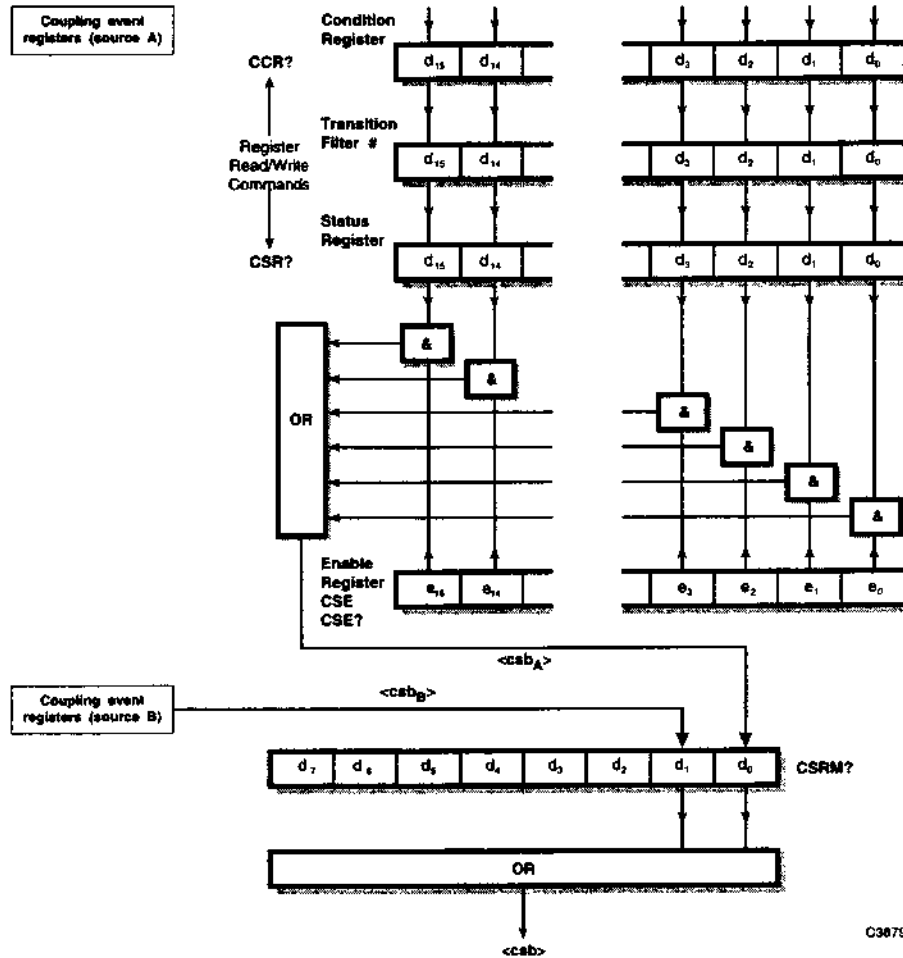 Coupling event
registers (source A)
Condition
Register
CCR?
d₁₅ d₁₄ d₃ d₂ d₁ d₀
Transition
Filter #
Register
Read/Write
Commands
d₁₅ d₁₄ d₃ d₂ d₁ d₀
Status
Register
CSR?
d₁₅ d₁₄ d₃ d₂ d₁ d₀
&
&
OR
&
&
&
&
Enable
Register
CSE
CSE?
e₁₅ e₁₄ e₃ e₂ e₁ e₀
<csb_A>
<csb_B>
Coupling event
registers (source B)
d₇ d₆ d₅ d₄ d₃ d₂ d₁ d₀ CSRM?
OR
<csb>
C3879